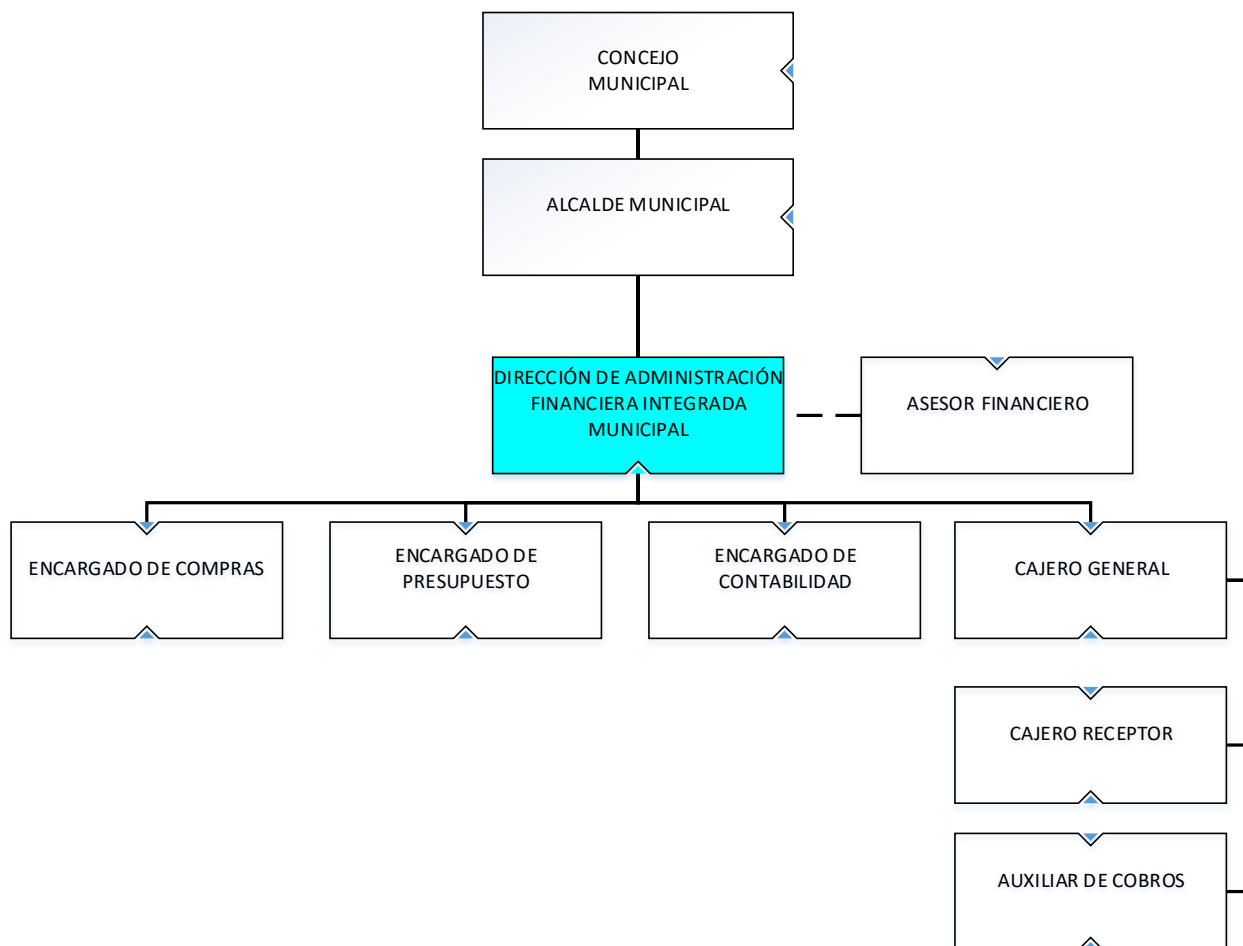 CONCEJO
MUNICIPAL
ALCALDE MUNICIPAL
DIRECCIÓN DE ADMINISTRACIÓN
FINANCIERA INTEGRADA
MUNICIPAL
ASESOR FINANCIERO
ENCARGADO DE COMPRAS
ENCARGADO DE
PRESUPUESTO
ENCARGADO DE
CONTABILIDAD
CAJERO GENERAL
CAJERO RECEPTOR
AUXILIAR DE COBROS